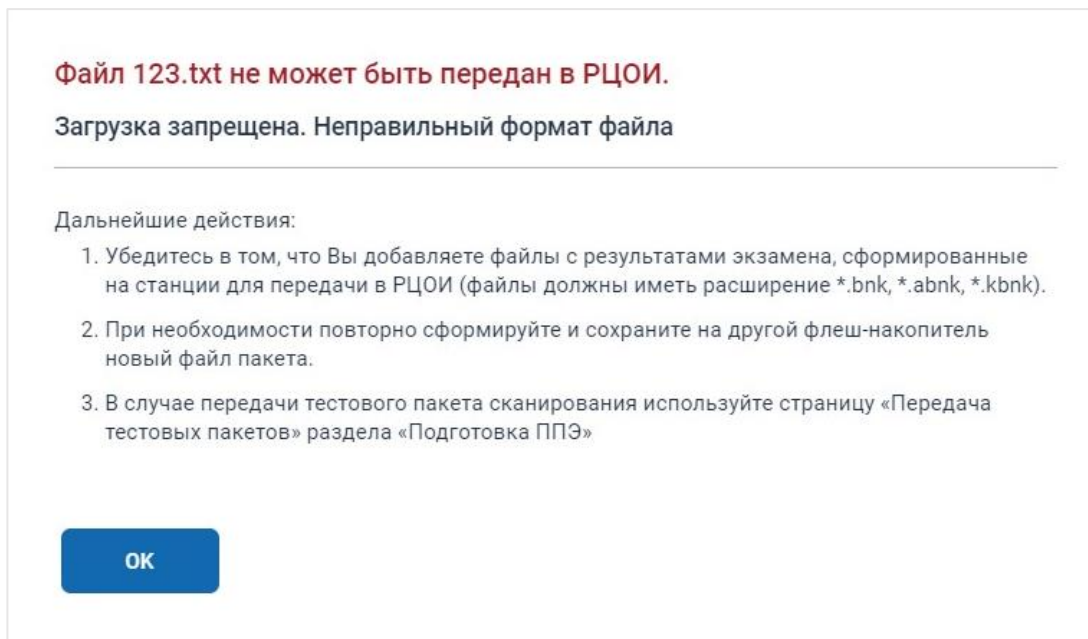 Файл 123.txt не может быть передан в РЦОИ.
Загрузка запрещена. Неправильный формат файла
Дальнейшие действия:
1. Убедитесь в том, что Вы добавляете файлы с результатами экзамена, сформированные
на станции для передачи в РЦОИ (файлы должны иметь расширение *.bnk, *.abnk, *.kbnk).
2. При необходимости повторно сформируйте и сохраните на другой флеш-накопитель
новый файл пакета.
3. В случае передачи тестового пакета сканирования используйте страницу «Передача
тестовых пакетов» раздела «Подготовка ППЭ»
ОК